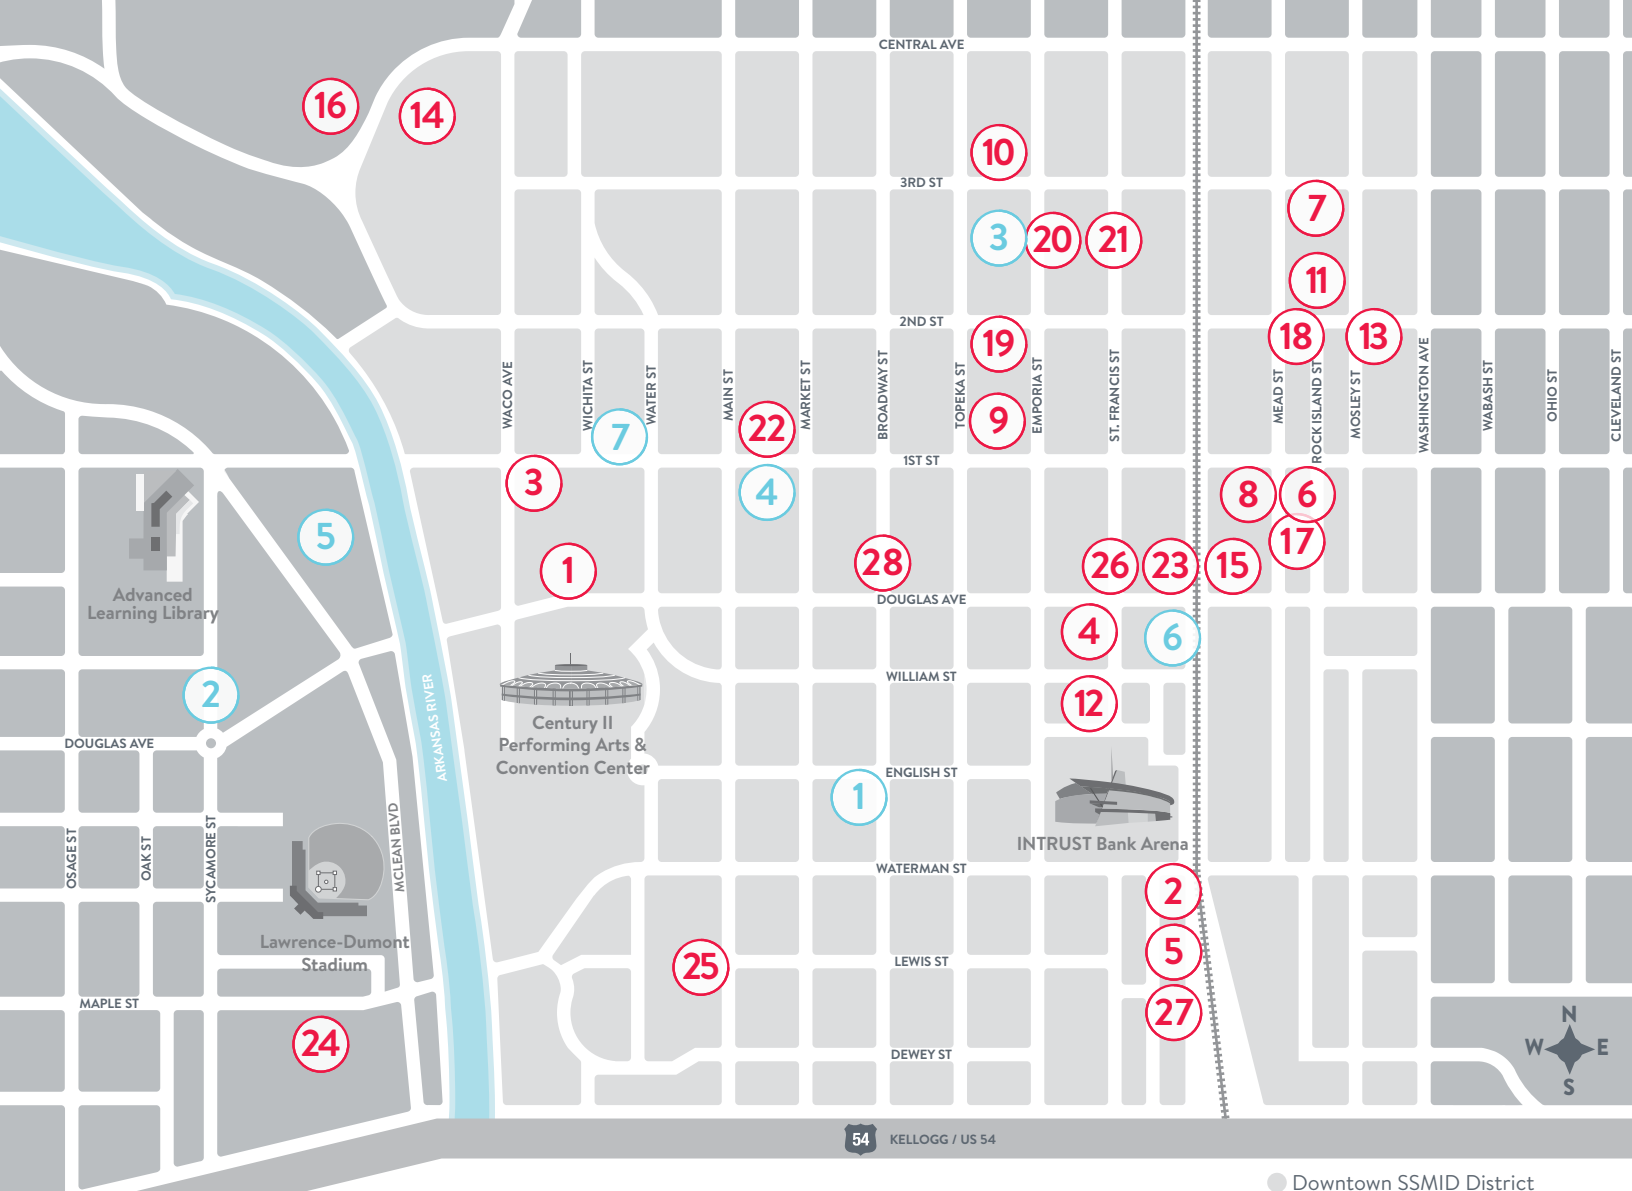 CENTRAL AVE
16
14
10
3RD ST
7
3
20
21
11
2ND ST
19
18
13
WACO AVE
WICHITA ST
WATER ST
MAIN ST
MARKET ST
BROADWAY ST
TOPEKA ST
EMPORIA ST
ST. FRANCIS ST
MEAD ST
ROCK ISLAND ST
MOSLEY ST
WASHINGTON AVE
WABASH ST
OHIO ST
CLEVELAND ST
22
9
7
1ST ST
3
4
8
6
5
17
1
28
26
23
15
Advanced
Learning Library
DOUGLAS AVE
4
6
2
WILLIAM ST
12
ARKANSAS RIVER
Century II
Performing Arts &
Convention Center
DOUGLAS AVE
ENGLISH ST
1
INTRUST Bank Arena
OSAGE ST
OAK ST
SYCAMORE ST
MCLEAN BLVD
WATERMAN ST
2
Lawrence-Dumont
Stadium
5
25
LEWIS ST
MAPLE ST
27
24
DEWEY ST
N
W
E
S
54
KELLOGG / US 54
Downtown SSMID District